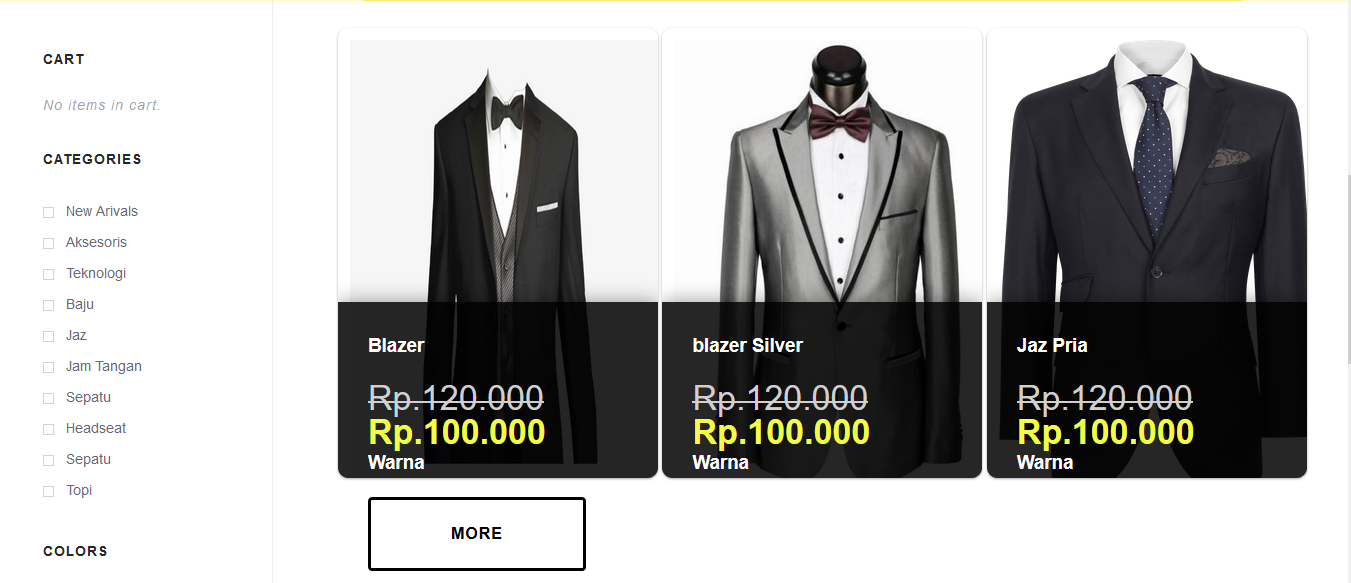 CART
No items in cart.
CATEGORIES
New Arivals
Aksesoris
Teknologi
Baju
Jaz
Jam Tangan
Sepatu
Headseat
Sepatu
Topi
COLORS
Blazer
Rp.120.000
Rp.100.000
Warna
blazer Silver
Rp.120.000
Rp.100.000
Warna
Jaz Pria
Rp.120.000
Rp.100.000
Warna
MORE